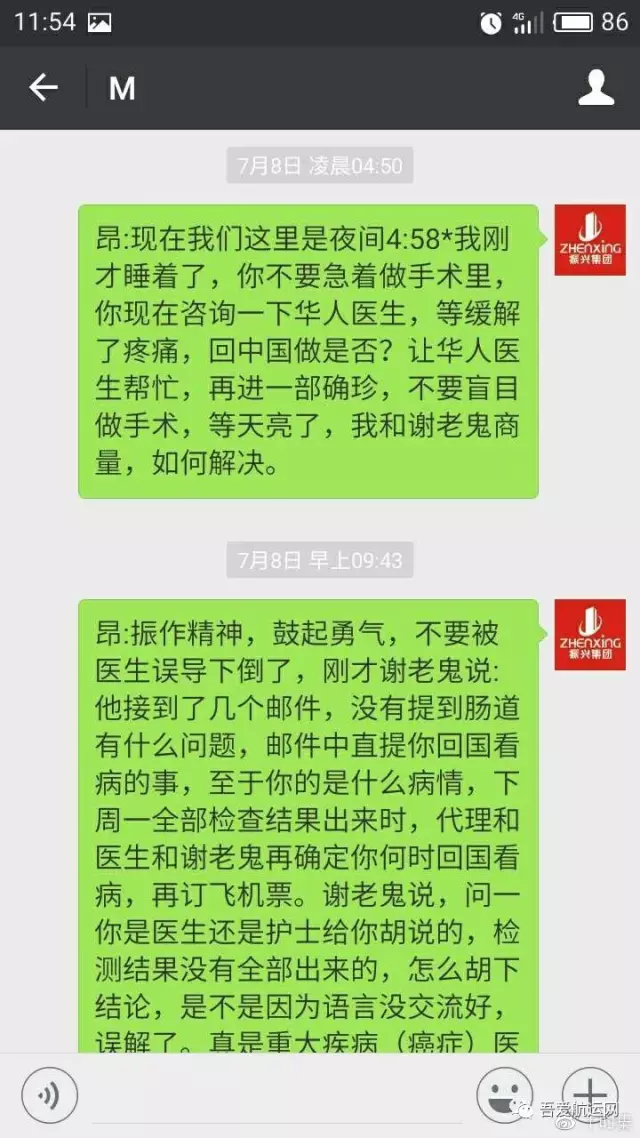 11:54
4G
86
M
7月8日 凌晨04:50
昂:现在我们这里是夜间4:58*我刚
才睡着了，你不要急着做手术里，
你现在咨询一下华人医生，等缓解
了疼痛，回中国做是否？让华人医
生帮忙，再进一部确珍，不要盲目
做手术，等天亮了，我和谢老鬼商
量，如何解决。
ZHENXING
振兴集团
7月8日 早上09:43
昂:振作精神，鼓起勇气，不要被
医生误导下倒了，刚才谢老鬼说:
他接到了几个邮件，没有提到肠道
有什么问题，邮件中直提你回国看
病的事，至于你的是什么病情，下
周一全部检查结果出来时，代理和
医生和谢老鬼再确定你何时回国看
病，再订飞机票。谢老鬼说，问一
你是医生还是护士给你胡说的，检
测结果没有全部出来的，怎么胡下
结论，是不是因为语言没交流好，
误解了。真是重大疾病（癌症）医
ZHENXING
振兴集团
吾爱航运网